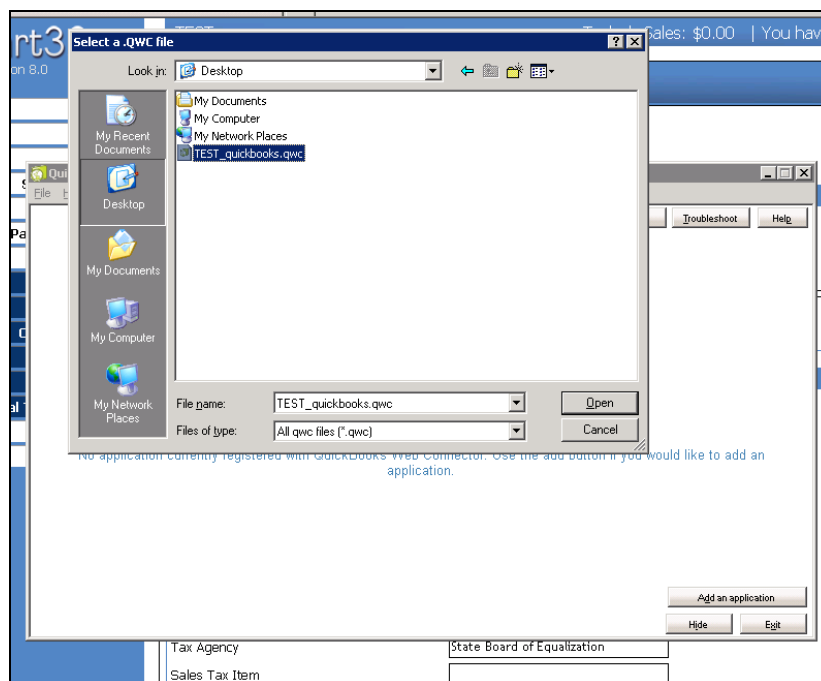 TEST
Sales: $0.00 | You hav
rt3
on 8.0
Select a .QWC file
Look in:
Desktop
My Recent
Documents
Desktop
My Documents
My Computer
My Network
Places
My Documents
My Computer
My Network Places
TEST_quickbooks.qwc
File name:
TEST_quickbooks.qwc
Open
Files of type:
All qwc files (*.qwc)
Cancel
Qui
File
Troubleshoot
Help
Pa
No application currently registered with QuickBooks Web Connector. Use the add button if you would like to add an
application.
Add an application
Hide
Exit
Tax Agency
State Board of Equalization
Sales Tax Item